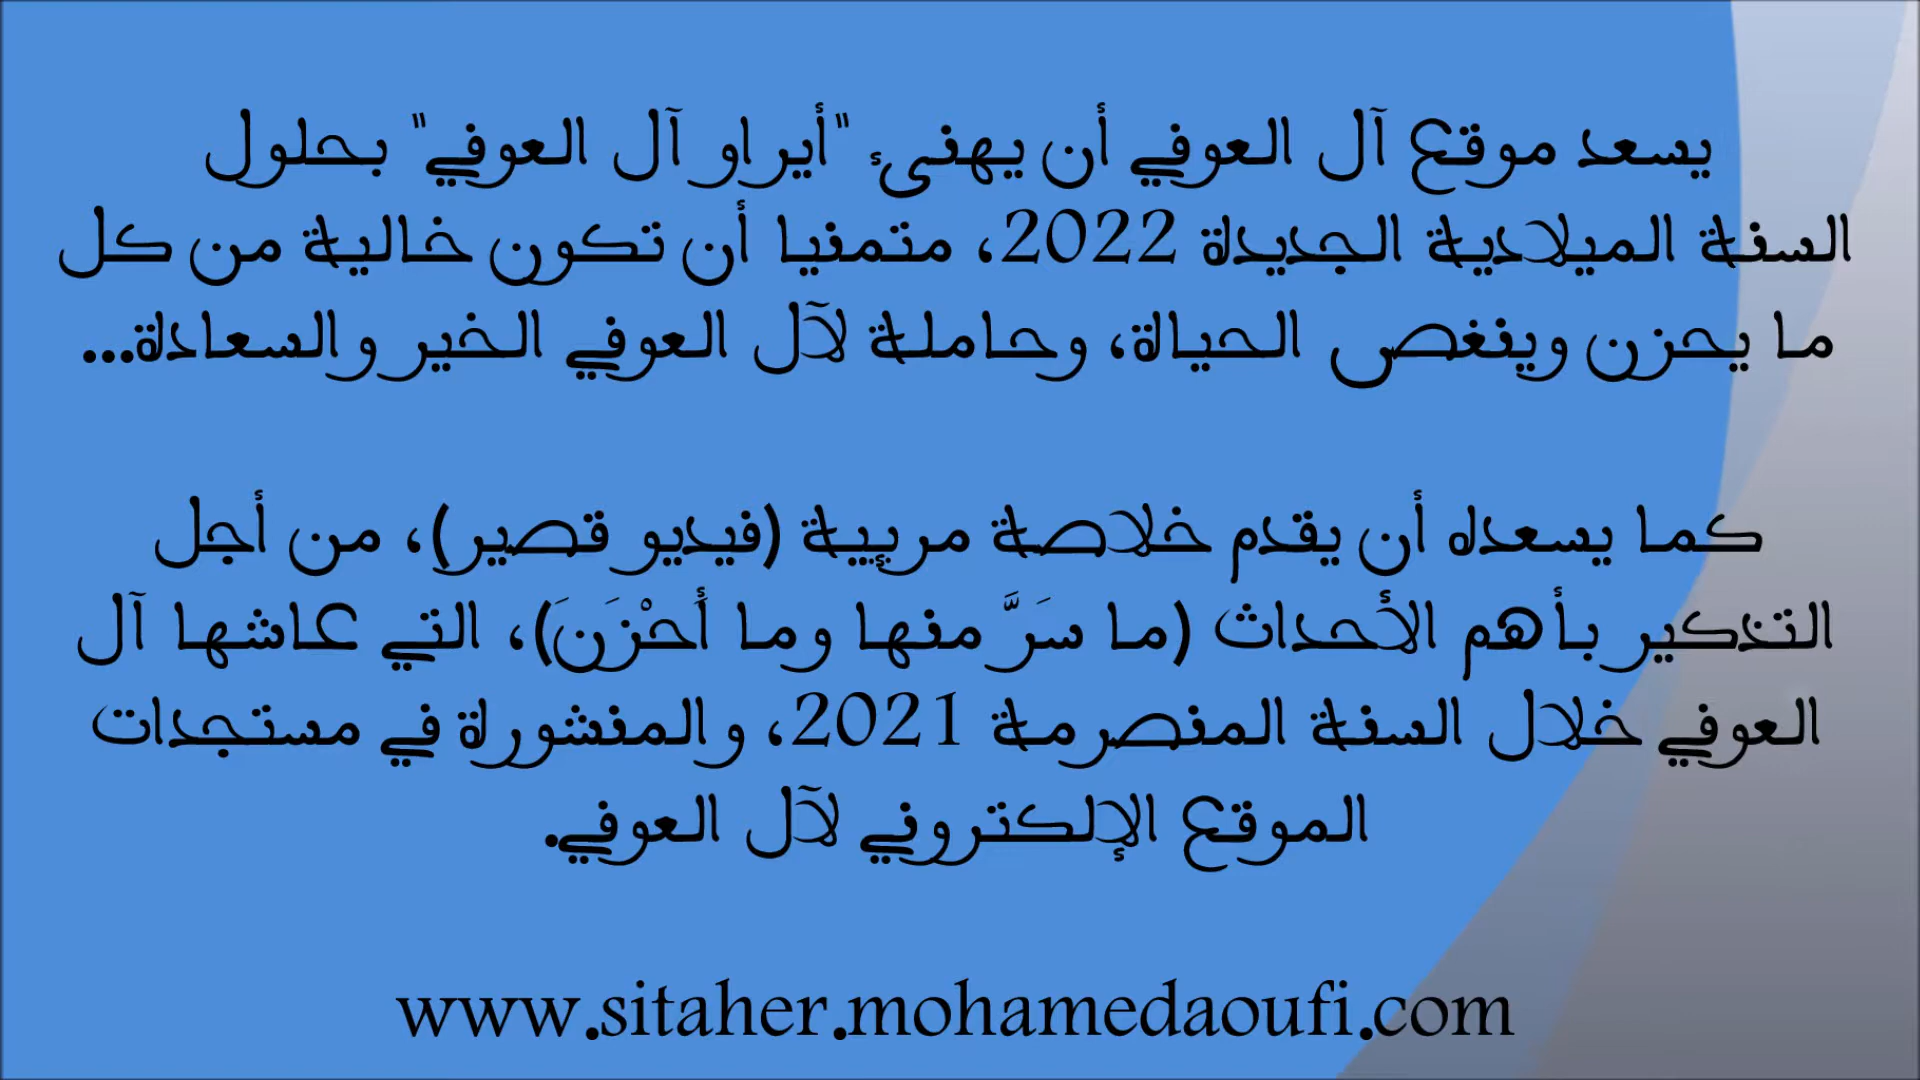 يسعد موقع آل العوفي أن يهنئ "أيراو آل العوفي" بحلول
السنة الميلادية الجديدة 2022، متمنيا أن تكون خالية من كل
ما يحزن وينغص الحياة، وحاملة لآل العوفي الخير والسعادة...
كما يسعده أن يقدم خلاصة مربية (فيديو قصير)، من أجل
التذكير بأهم الأحداث (ما سَرَّ منها وما أَحْزَنَ)، التي عاشها آل
العوفي خلال السنة المنصرمة 2021، والمنشورة في مستجدات
الموقع الإلكتروني لآل العوفي.
www.sitaher.mohamedaoufi.com